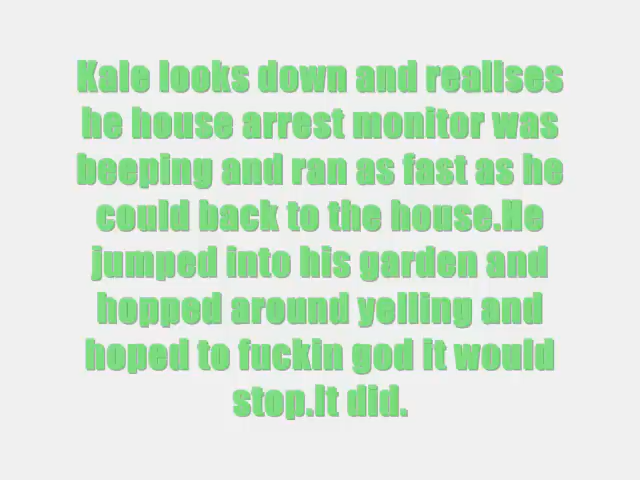 Kale looks down and realises
he house arrest monitor was
beeping and ran as fast as he
could back to the house.He
jumped into his garden and
hopped around yelling and
hoped to fuckin god it would
stop.It did.